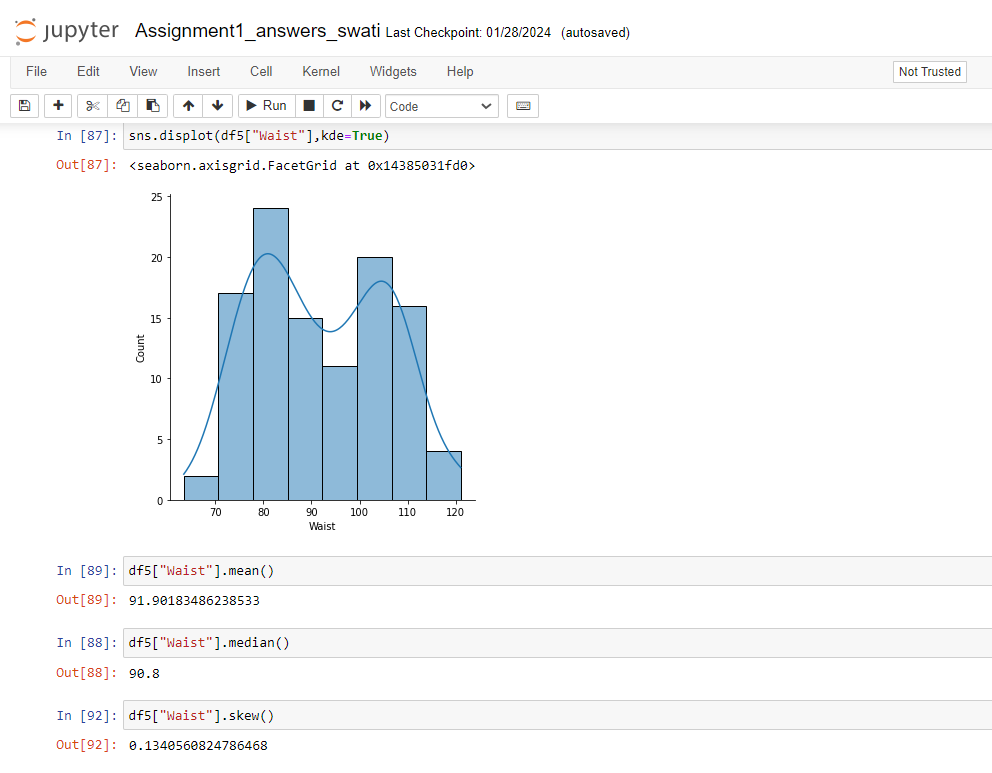 jupyter Assignment1_answers_swati Last Checkpoint: 01/28/2024 (autosaved)
File Edit View Insert Cell Kernel Widgets Help Not Trusted
Run Code
In [87]: sns.displot(df5["Waist"],kde=True)
Out[87]: <seaborn.axisgrid.FacetGrid at 0x14385031fd0>
25
20
15
10
5
0
Count
70 80 90 100 110 120
Waist
In [89]: df5["Waist"].mean()
Out[89]: 91.90183486238533
In [88]: df5["Waist"].median()
Out[88]: 90.8
In [92]: df5["Waist"].skew()
Out[92]: 0.1340560824786468